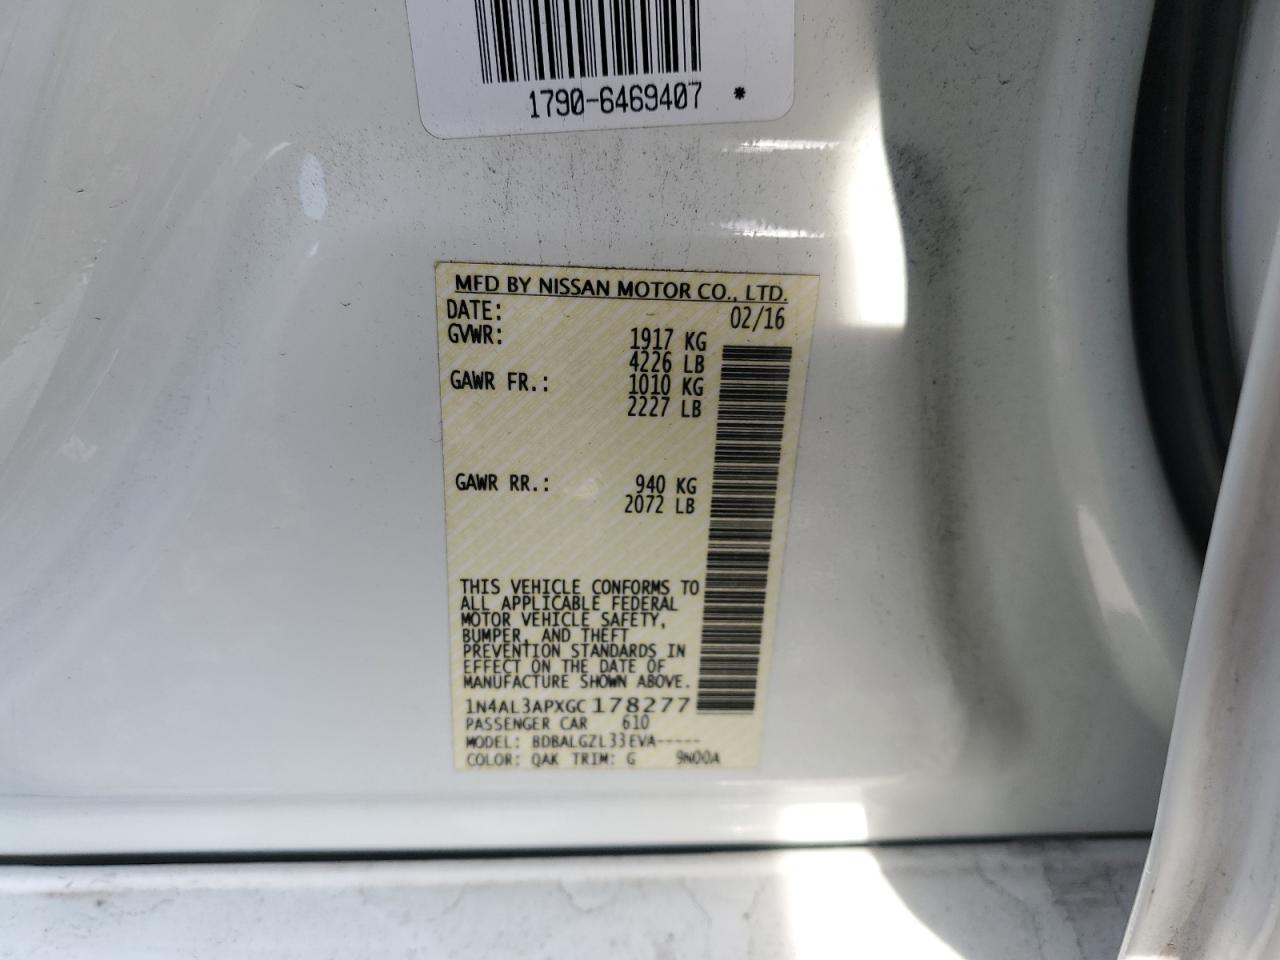 1790-6469407 *
MFD BY NISSAN MOTOR CO., LTD.
DATE: 02/16
GVWR: 1917 KG
4226 LB
GAWR FR.: 1010 KG
2227 LB
GAWR RR.: 940 KG
2072 LB
THIS VEHICLE CONFORMS TO
ALL APPLICABLE FEDERAL
MOTOR VEHICLE SAFETY,
BUMPER, AND THEFT
PREVENTION STANDARDS IN
EFFECT ON THE DATE OF
MANUFACTURE SHOWN ABOVE.
1N4AL3APXGC178277
PASSENGER CAR 610
MODEL: BDBALGZL33EVA-----
COLOR: QAK TRIM: G 9N00A